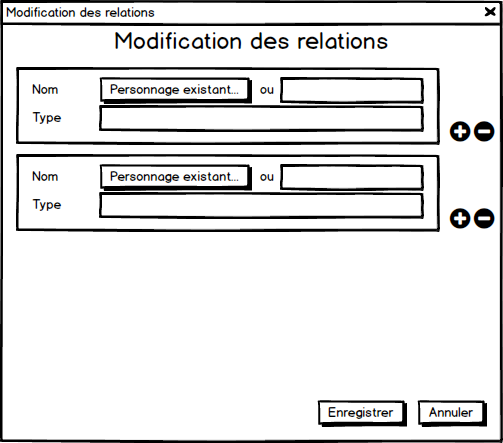 Modification des relations
Modification des relations
Nom Personnage existant... ou
Type
Nom Personnage existant... ou
Type
Enregistrer Annuler